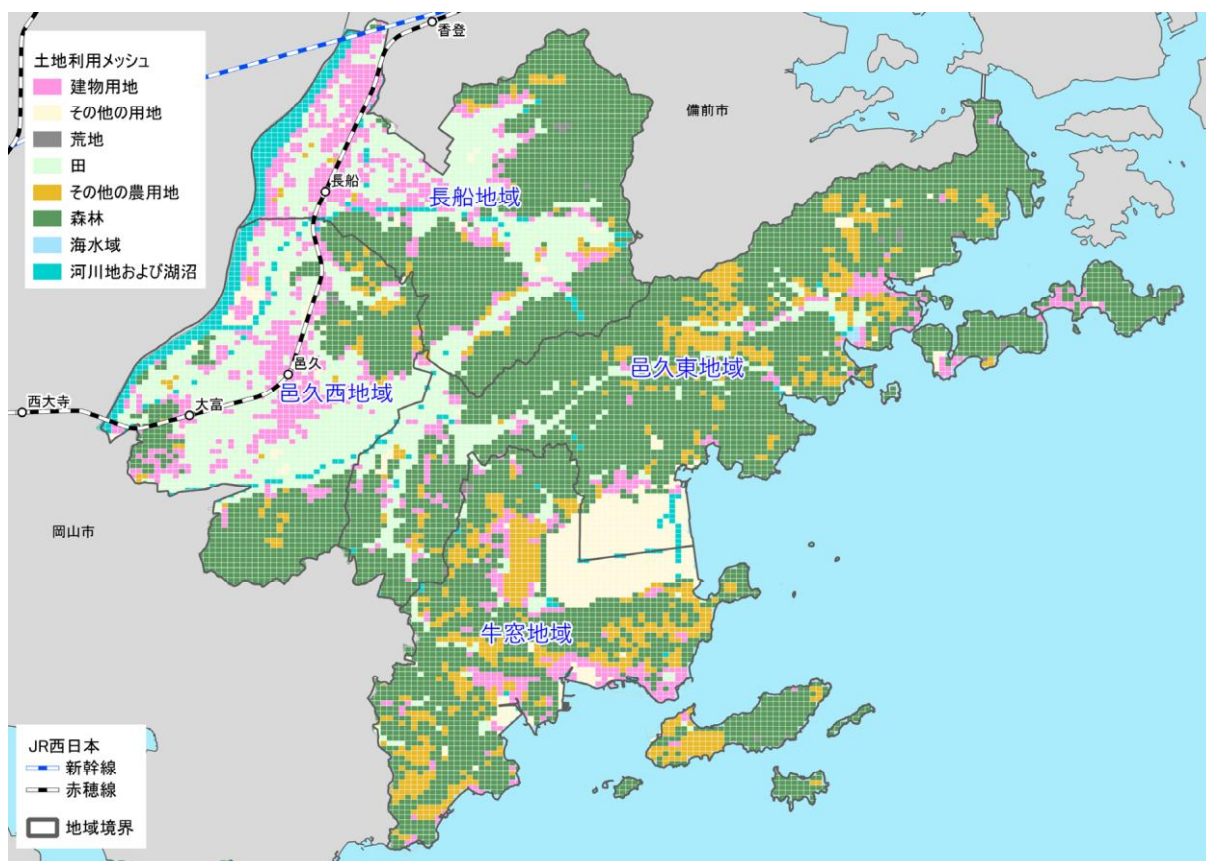 土地利用メッシュ
建物用地
その他の用地
荒地
田
その他の農用地
森林
海水域
河川地および湖沼
香登
備前市
長船
長船地域
邑久
邑久西地域
邑久東地域
西大寺
大富
岡山市
牛窓地域
JR西日本
新幹線
赤穂線
地域境界